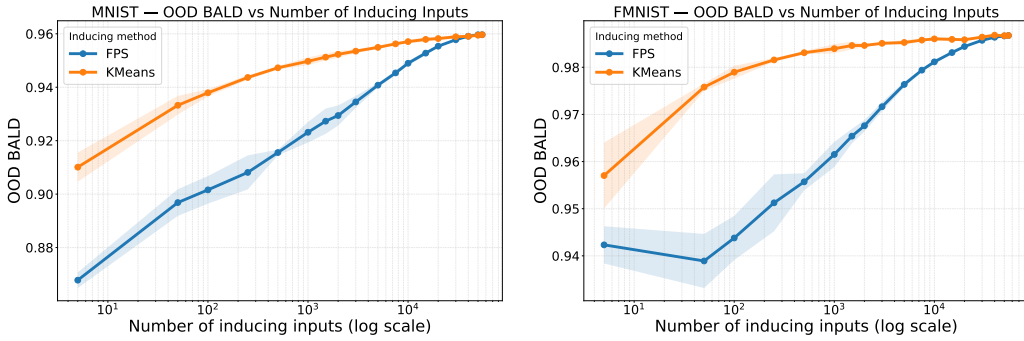 MNIST — OOD BALD vs Number of Inducing Inputs
OOD BALD
0.96
0.94
0.92
0.90
0.88
Inducing method
FPS
KMeans
10¹
10²
10³
10⁴
Number of inducing inputs (log scale)
FMNIST — OOD BALD vs Number of Inducing Inputs
OOD BALD
0.98
0.97
0.96
0.95
0.94
Inducing method
FPS
KMeans
10¹
10²
10³
10⁴
Number of inducing inputs (log scale)